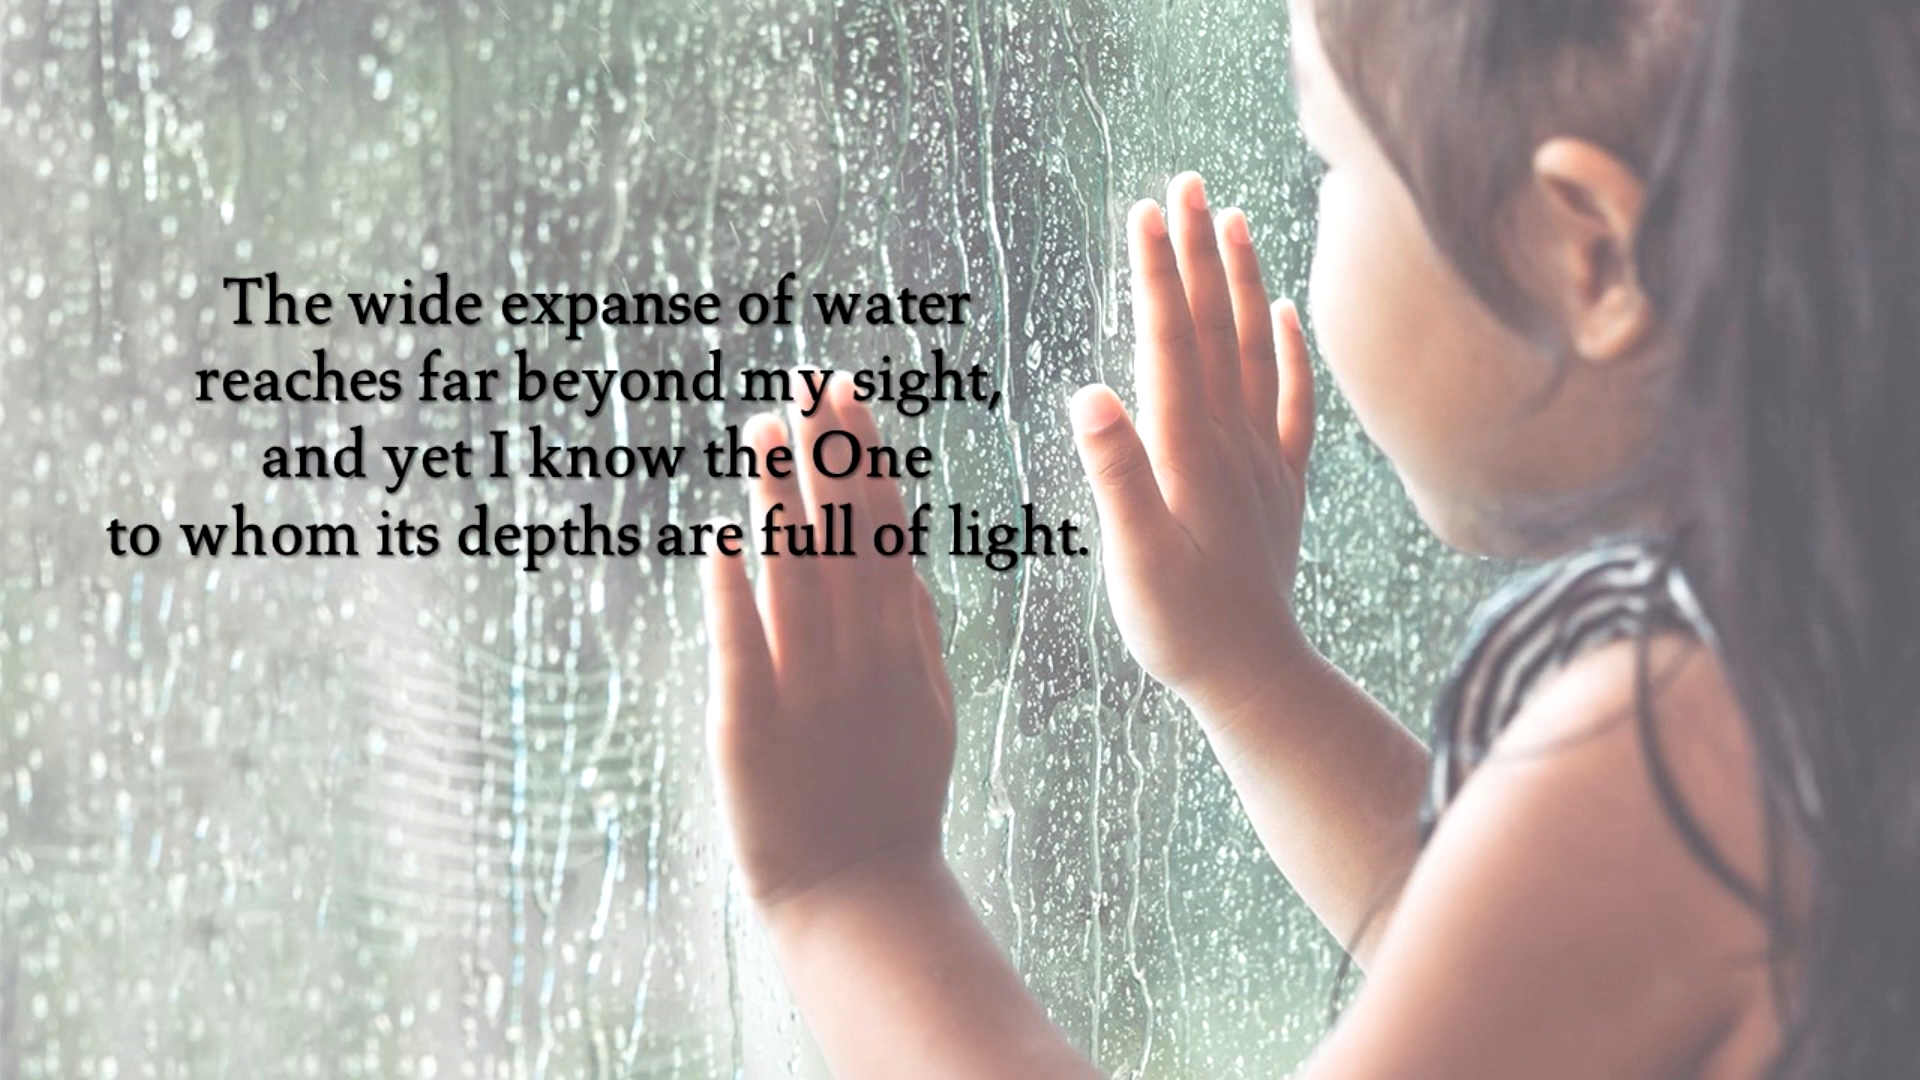 The wide expanse of water
reaches far beyond my sight,
and yet I know the One
to whom its depths are full of light.